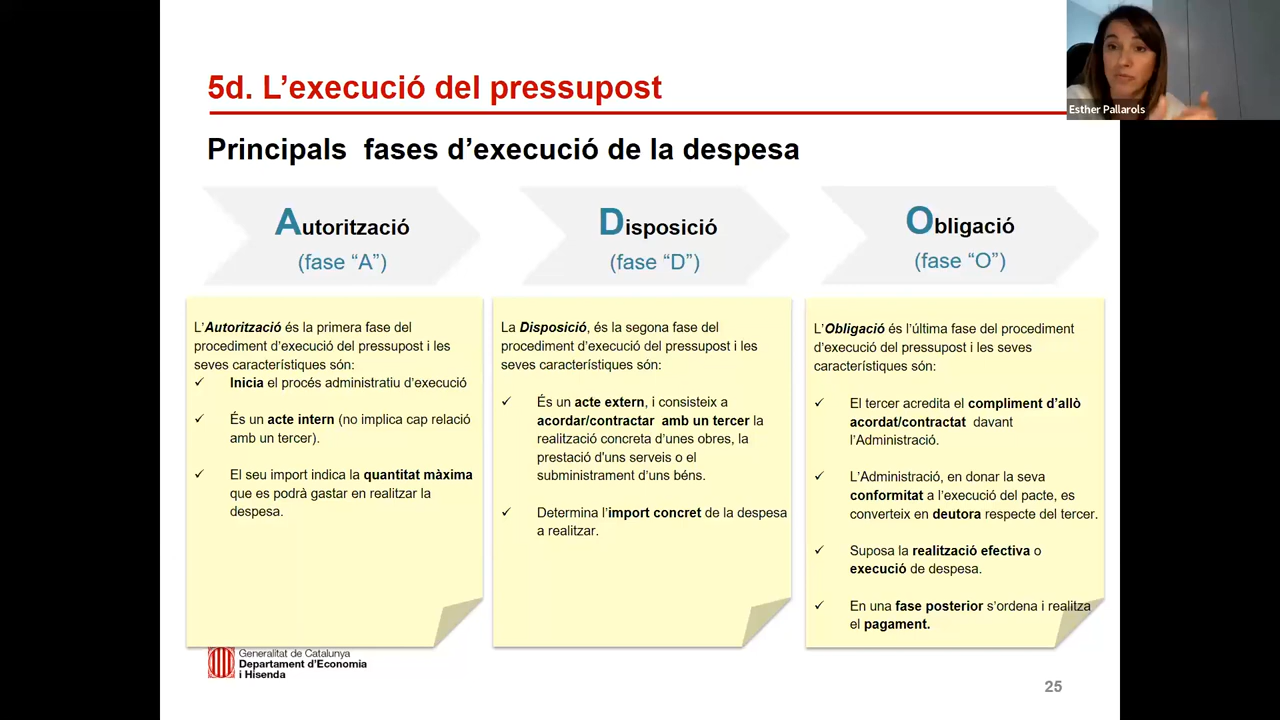 5d. L’execució del pressupost
Esther Pallarols
Principals fases d’execució de la despesa
Autorització
(fase “A”)
Disposició
(fase “D”)
Obligació
(fase “O”)
L’Autorització és la primera fase del
procediment d’execució del pressupost i les
seves característiques són:
✓ Inicia el procés administratiu d’execució
✓ És un acte intern (no implica cap relació
amb un tercer).
✓ El seu import indica la quantitat màxima
que es podrà gastar en realitzar la
despesa.
La Disposició, és la segona fase del
procediment d’execució del pressupost i les
seves característiques són:
✓ És un acte extern, i consisteix a
acordar/contractar amb un tercer la
realització concreta d’unes obres, la
prestació d'uns serveis o el
subministrament d’uns béns.
✓ Determina l’import concret de la despesa
a realitzar.
L’Obligació és l’última fase del procediment
d’execució del pressupost i les seves
característiques són:
✓ El tercer acredita el compliment d’allò
acordat/contractat davant
l’Administració.
✓ L’Administració, en donar la seva
conformitat a l’execució del pacte, es
converteix en deutora respecte del tercer.
✓ Suposa la realització efectiva o
execució de despesa.
✓ En una fase posterior s’ordena i realitza
el pagament.
Generalitat de Catalunya
Departament d’Economia
i Hisenda
25